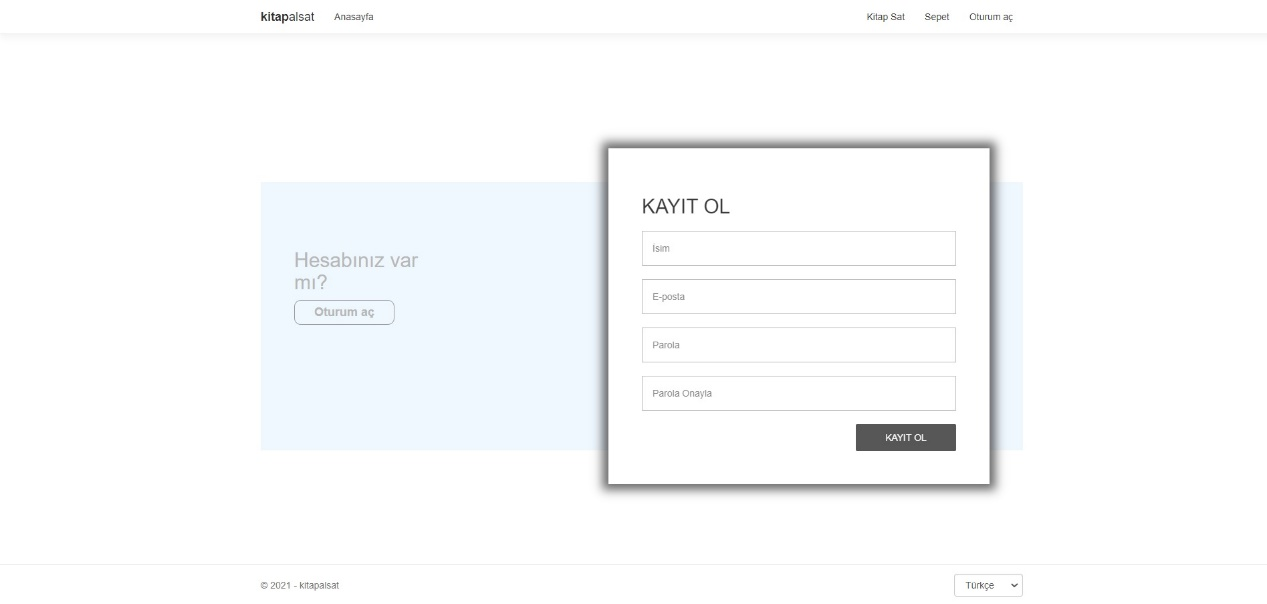 kitapalsat Anasayfa Kitap Sat Sepet Oturum aç
Hesabınız var
mı?
Oturum aç
KAYIT OL
İsim
E-posta
Parola
Parola Onayla
KAYIT OL
© 2021 - kitapalsat Türkçe